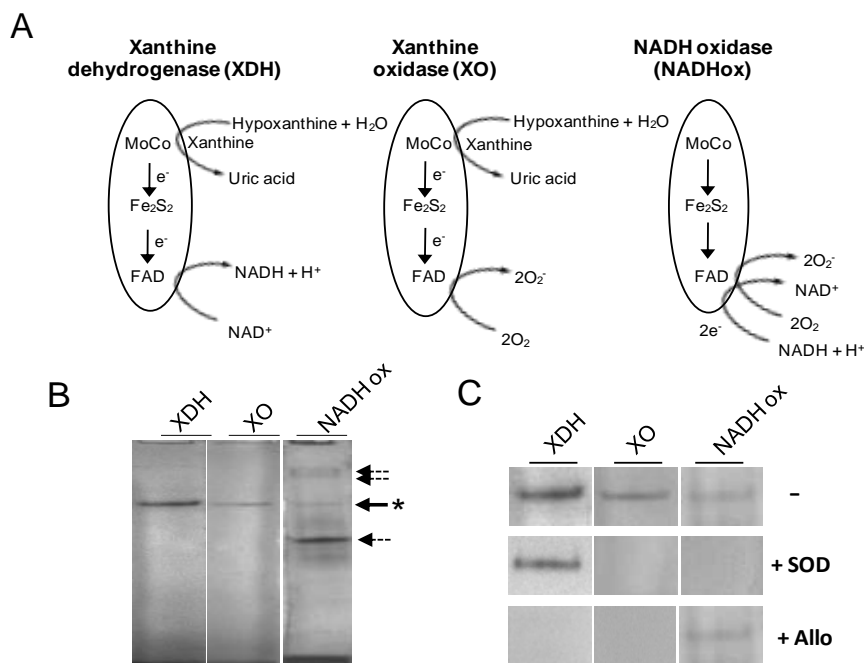 A
Xanthine
dehydrogenase (XDH)
Hypoxanthine + H₂O
MoCo
Xanthine
e⁻
Uric acid
Fe₂S₂
e⁻
FAD
NADH + H⁺
NAD⁺
Xanthine
oxidase (XO)
Hypoxanthine + H₂O
MoCo
Xanthine
e⁻
Uric acid
Fe₂S₂
e⁻
FAD
2O₂⁻
2O₂
NADH oxidase
(NADHox)
MoCo
Fe₂S₂
FAD
2O₂⁻
NAD⁺
2O₂
2e⁻
NADH + H⁺
B
XDH
XO
NADH ox
*
C
XDH
XO
NADH ox
–
+ SOD
+ Allo